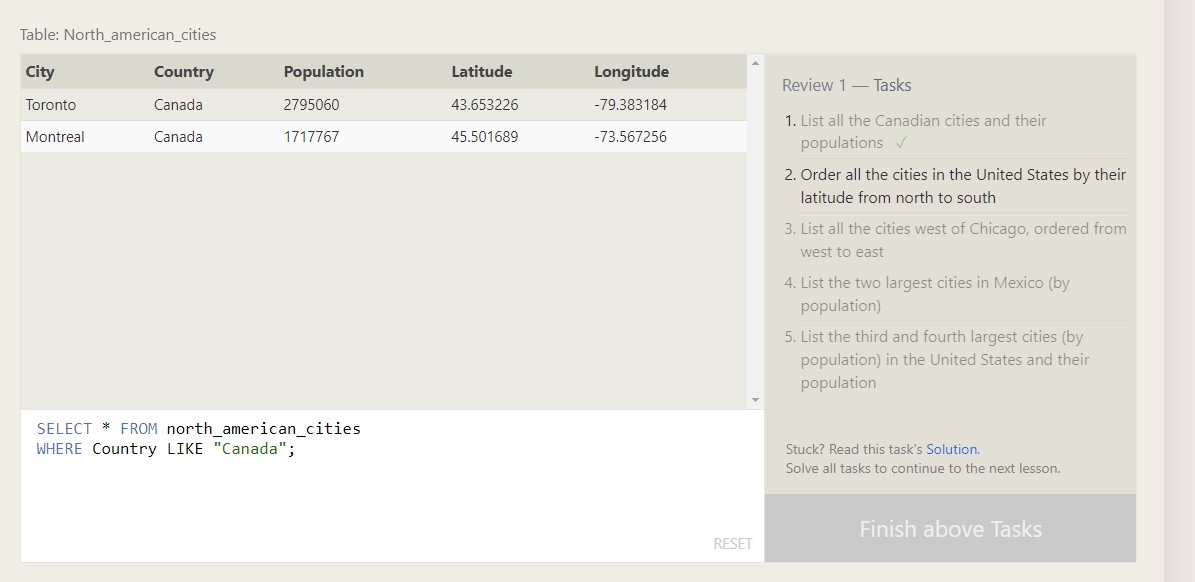 Table: North_american_cities
City Country Population Latitude Longitude
Toronto Canada 2795060 43.653226 -79.383184
Montreal Canada 1717767 45.501689 -73.567256
SELECT * FROM north_american_cities
WHERE Country LIKE "Canada";
RESET
Review 1 — Tasks
1. List all the Canadian cities and their
populations ✓
2. Order all the cities in the United States by their
latitude from north to south
3. List all the cities west of Chicago, ordered from
west to east
4. List the two largest cities in Mexico (by
population)
5. List the third and fourth largest cities (by
population) in the United States and their
population
Stuck? Read this task's Solution.
Solve all tasks to continue to the next lesson.
Finish above Tasks